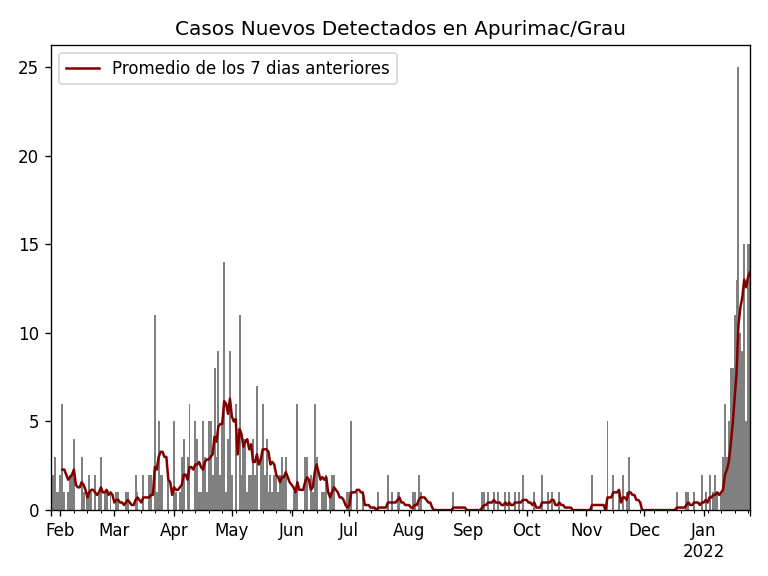 Casos Nuevos Detectados en Apurimac/Grau
Promedio de los 7 dias anteriores
25
20
15
10
5
0
Feb Mar Apr May Jun Jul Aug Sep Oct Nov Dec Jan
2022